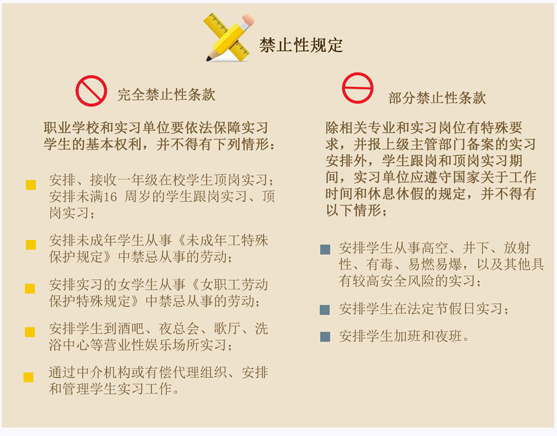 禁止性规定
完全禁止性条款
职业学校和实习单位要依法保障实习
学生的基本权利，并不得有下列情形：
安排、接收一年级在校学生顶岗实习；
安排未满16 周岁的学生跟岗实习、顶
岗实习；
安排未成年学生从事《未成年工特殊
保护规定》中禁忌从事的劳动；
安排实习的女学生从事《女职工劳动
保护特殊规定》中禁忌从事的劳动；
安排学生到酒吧、夜总会、歌厅、洗
浴中心等营业性娱乐场所实习；
通过中介机构或有偿代理组织、安排
和管理学生实习工作。
部分禁止性条款
除相关专业和实习岗位有特殊要
求，并报上级主管部门备案的实习
安排外，学生跟岗和顶岗实习期
间，实习单位应遵守国家关于工作
时间和休息休假的规定，并不得有
以下情形；
安排学生从事高空、井下、放射
性、有毒、易燃易爆，以及其他具
有较高安全风险的实习；
安排学生在法定节假日实习；
安排学生加班和夜班。